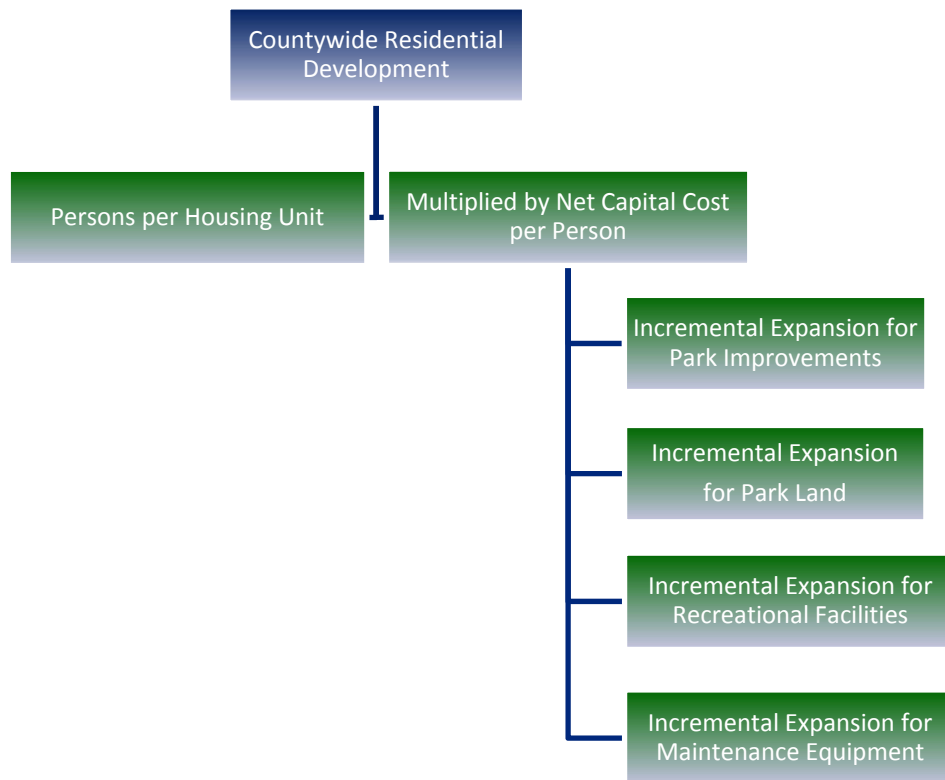 Countywide Residential
Development
Persons per Housing Unit
Multiplied by Net Capital Cost
per Person
Incremental Expansion for
Park Improvements
Incremental Expansion
for Park Land
Incremental Expansion for
Recreational Facilities
Incremental Expansion for
Maintenance Equipment